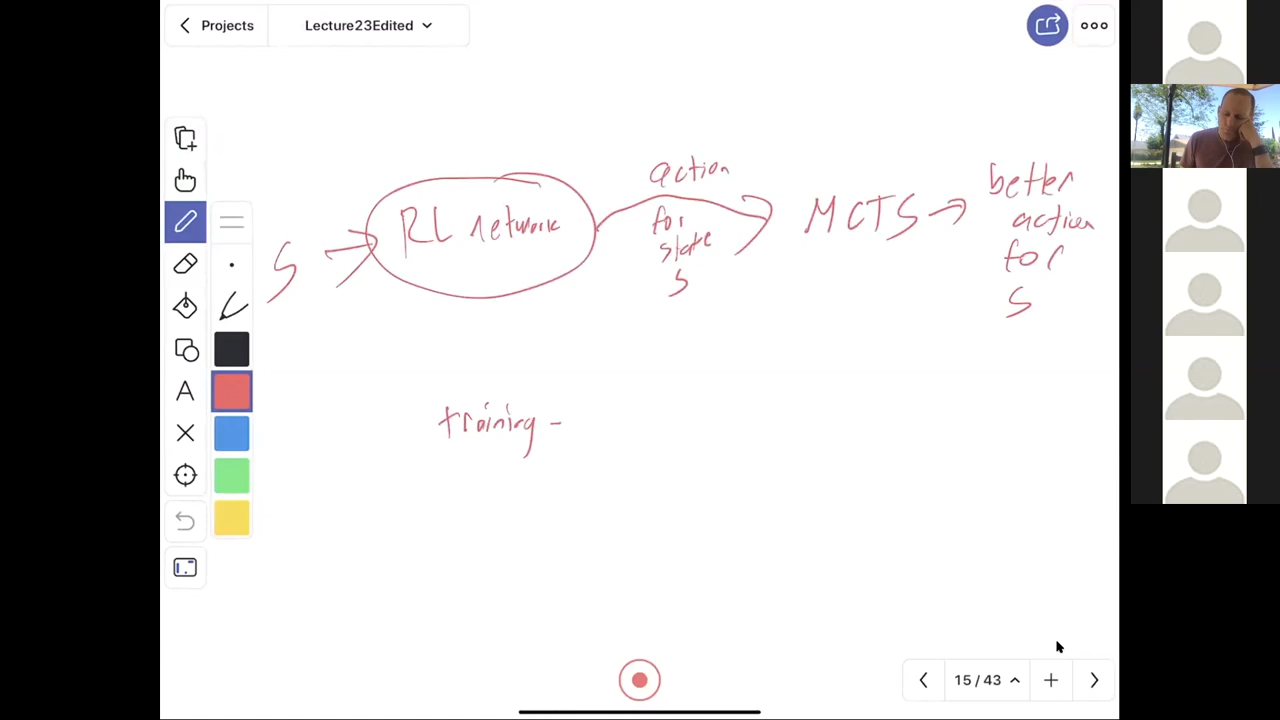 Projects
Lecture23Edited
S → RL network
action
for
state
s
MCTS →
better
action
for
s
training -
15 / 43